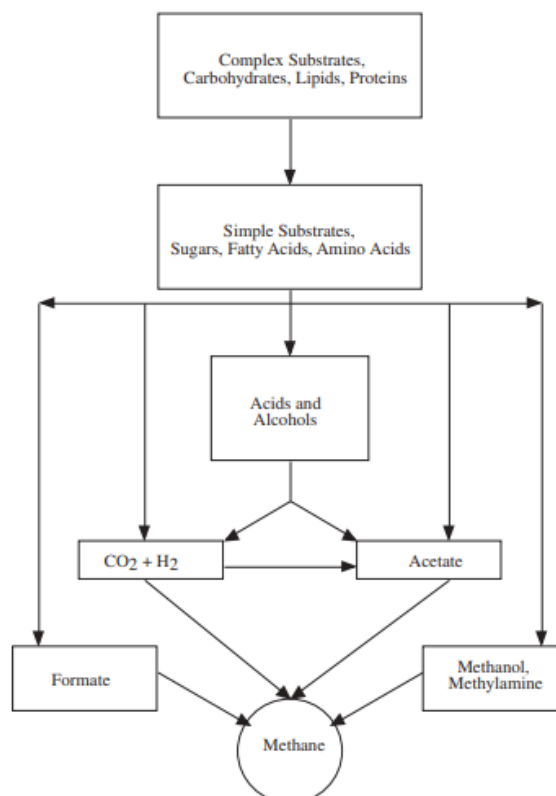 Complex Substrates,
Carbohydrates, Lipids, Proteins
Simple Substrates,
Sugars, Fatty Acids, Amino Acids
Acids and
Alcohols
CO2 + H2
Acetate
Formate
Methanol,
Methylamine
Methane